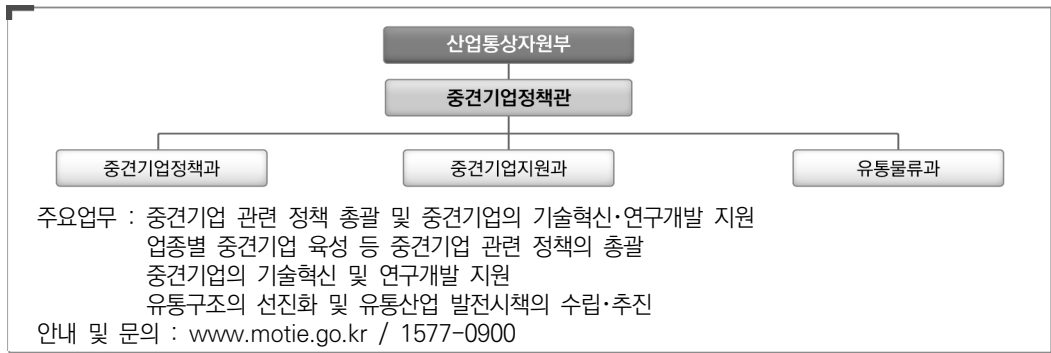 산업통상자원부
중견기업정책관
중견기업정책과
중견기업지원과
유통물류과
주요업무 : 중견기업 관련 정책 총괄 및 중견기업의 기술혁신·연구개발 지원
업종별 중견기업 육성 등 중견기업 관련 정책의 총괄
중견기업의 기술혁신 및 연구개발 지원
유통구조의 선진화 및 유통산업 발전시책의 수립·추진
안내 및 문의 : www.motie.go.kr / 1577-0900